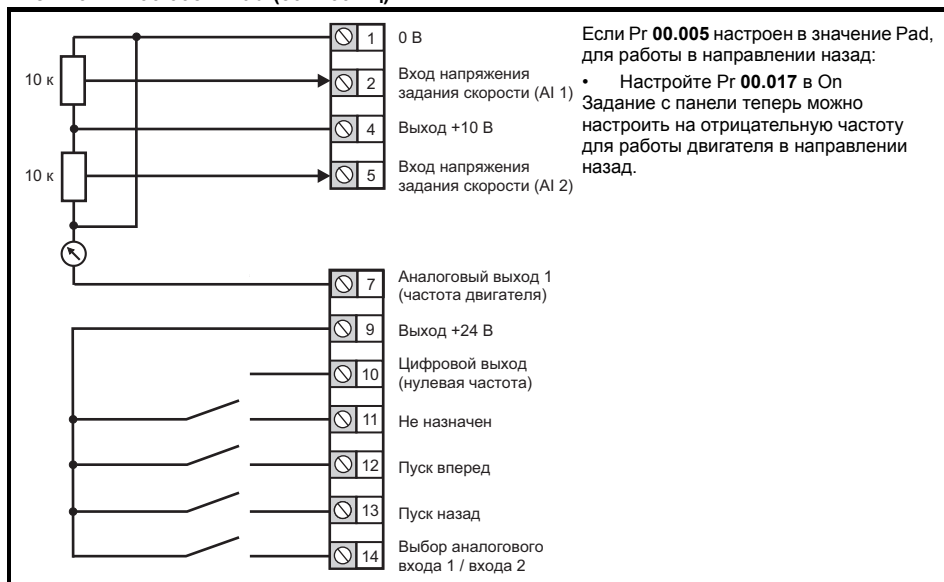 1 0 В
10 к
2 Вход напряжения
задания скорости (AI 1)
4 Выход +10 В
10 к
5 Вход напряжения
задания скорости (AI 2)
7 Аналоговый выход 1
(частота двигателя)
9 Выход +24 В
10 Цифровой выход
(нулевая частота)
11 Не назначен
12 Пуск вперед
13 Пуск назад
14 Выбор аналогового
входа 1 / входа 2
Если Pr 00.005 настроен в значение Pad,
для работы в направлении назад:
• Настройте Pr 00.017 в On
Задание с панели теперь можно
настроить на отрицательную частоту
для работы двигателя в направлении
назад.